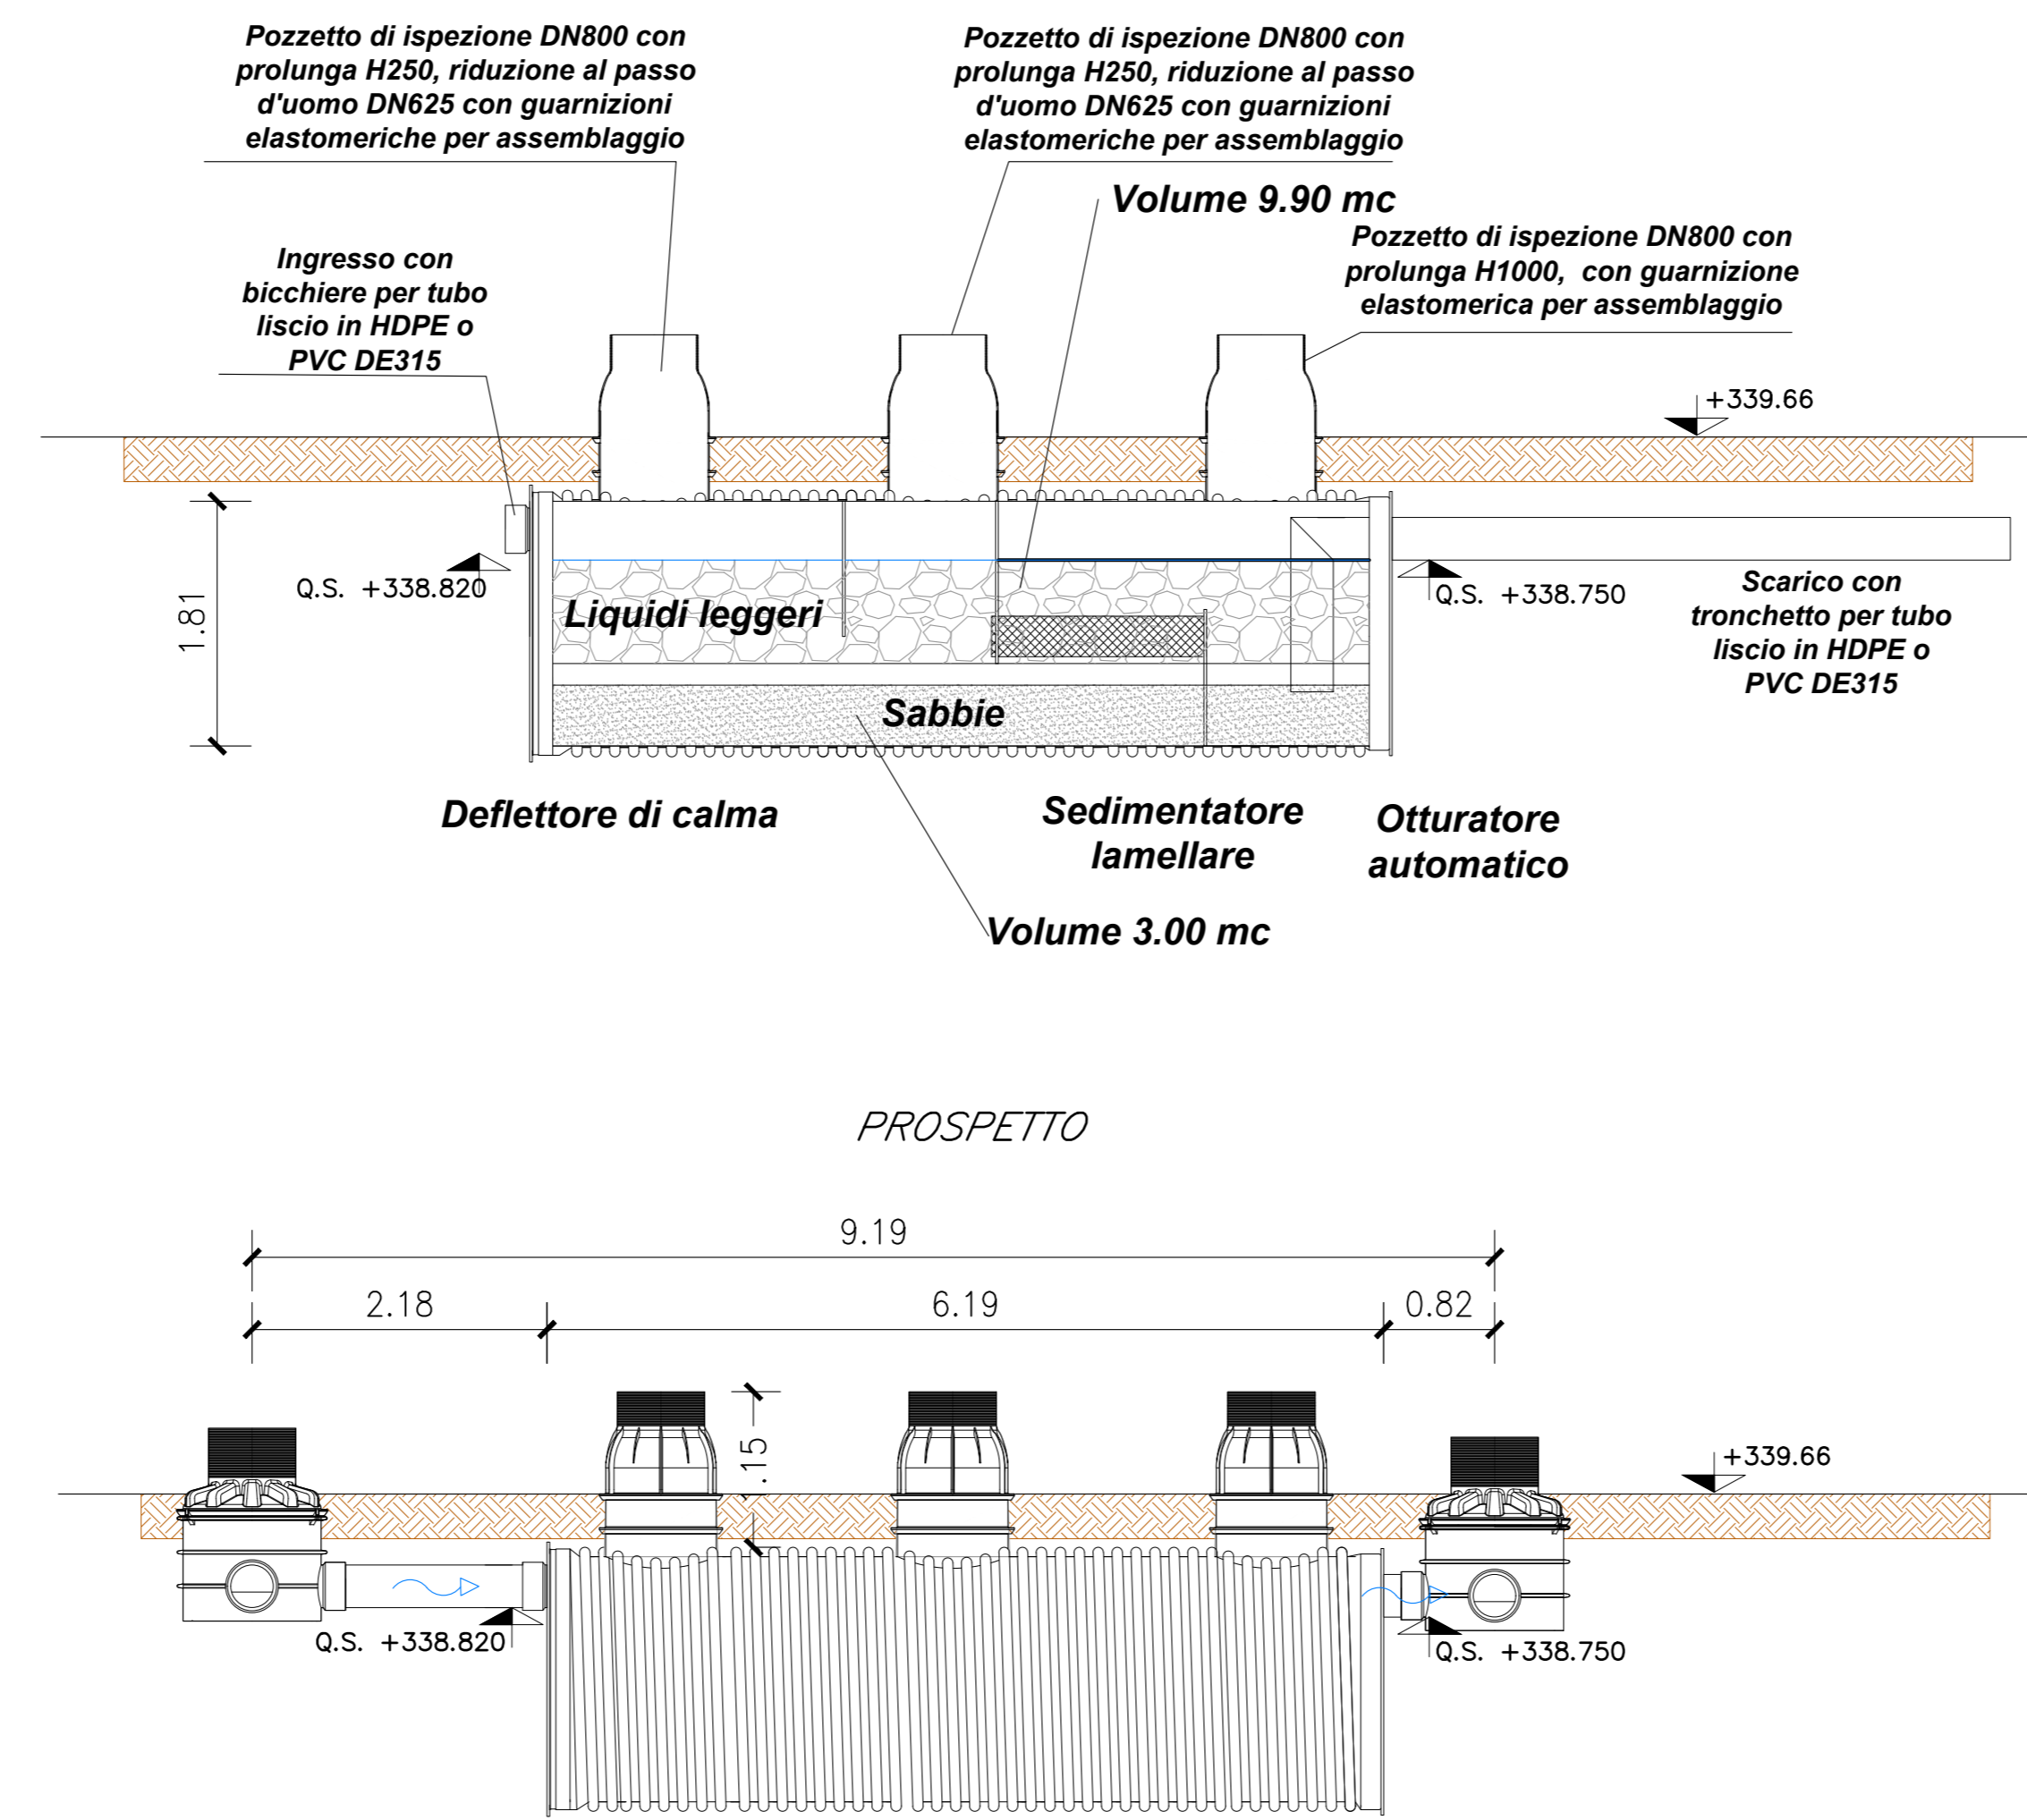 Pozzetto di ispezione DN800 con
prolunga H250, riduzione al passo
d'uomo DN625 con guarnizioni
elastomeriche per assemblaggio
Pozzetto di ispezione DN800 con
prolunga H250, riduzione al passo
d'uomo DN625 con guarnizioni
elastomeriche per assemblaggio
Volume 9.90 mc
Pozzetto di ispezione DN800 con
prolunga H1000, con guarnizione
elastomerica per assemblaggio
Ingresso con
bicchiere per tubo
liscio in HDPE o
PVC DE315
+339.66
Q.S. +338.820
1.81
Liquidi leggeri
Q.S. +338.750
Scarico con
tronchetto per tubo
liscio in HDPE o
PVC DE315
Sabbie
Deflettore di calma
Sedimentatore
lamellare
Otturatore
automatico
Volume 3.00 mc
PROSPETTO
9.19
2.18
6.19
0.82
1.15
+339.66
Q.S. +338.820
Q.S. +338.750